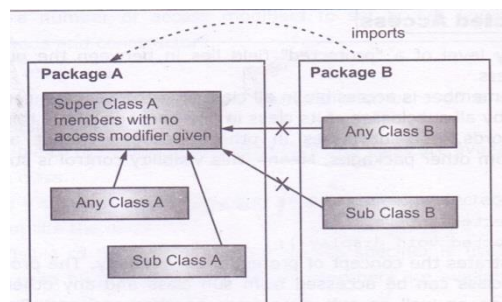 imports
Package A
Package B
Super Class A
members with no
access modifier given
Any Class B
Any Class A
Sub Class B
Sub Class A